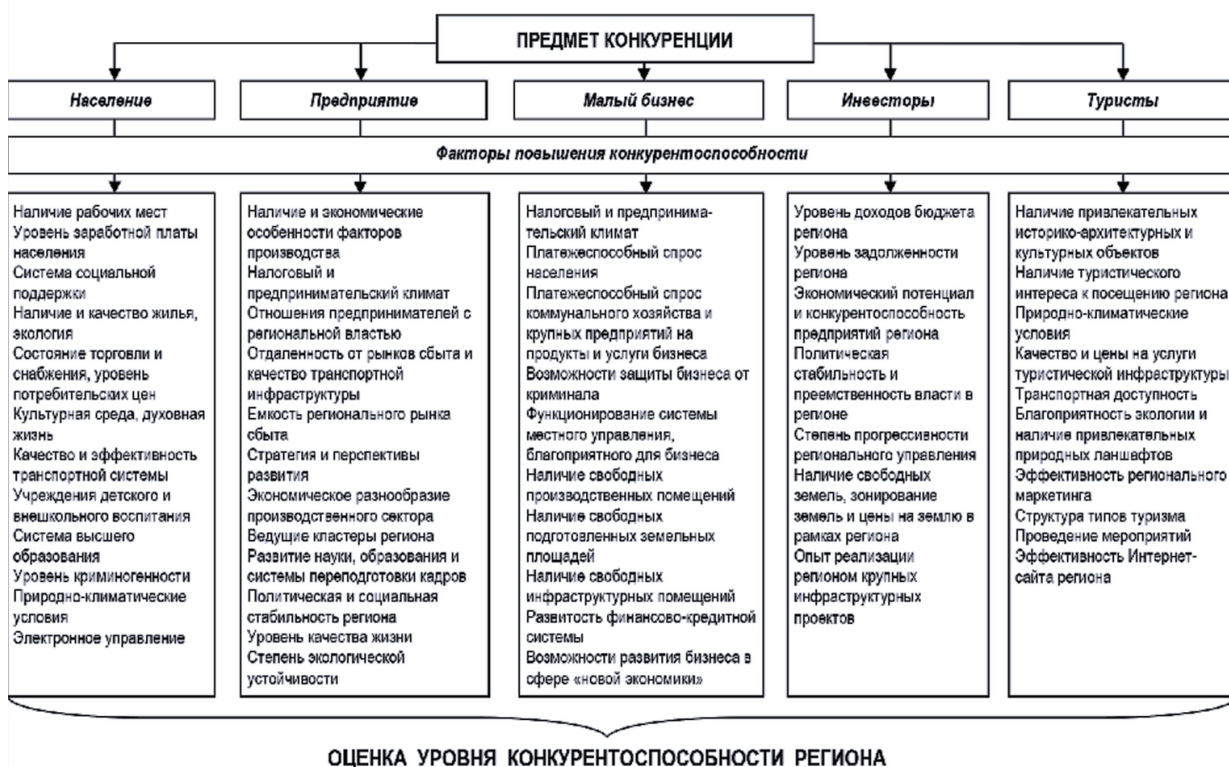 ПРЕДМЕТ КОНКУРЕНЦИИ
Население
Предприятие
Малый бизнес
Инвесторы
Туристы
Факторы повышения конкурентоспособности
Наличие рабочих мест
Уровень заработной платы
населения
Система социальной
поддержки
Наличие и качество жилья,
экология
Состояние торговли и
снабжения, уровень
потребительских цен
Культурная среда, духовная
жизнь
Качество и эффективность
транспортной системы
Учреждения детского и
внешкольного воспитания
Система высшего
образования
Уровень криминогенности
Природно-климатические
условия
Электронное управление
Наличие и экономические
особенности факторов
производства
Налоговый и
предпринимательский климат
Отношения предпринимателей с
региональной властью
Отдаленность от рынков сбыта и
качество транспортной
инфраструктуры
Емкость регионального рынка
сбыта
Стратегия и перспективы
развития
Экономическое разнообразие
производственного сектора
Ведущие кластеры региона
Развитие науки, образования и
системы переподготовки кадров
Политическая и социальная
стабильность региона
Уровень качества жизни
Степень экологической
устойчивости
Налоговый и предпринима-
тельский климат
Платежеспособный спрос
населения
Платежеспособный спрос
коммунального хозяйства и
крупных предприятий на
продукты и услуги бизнеса
Возможности защиты бизнеса от
криминала
Функционирование системы
местного управления,
благоприятного для бизнеса
Наличие свободных
производственных помещений
Наличие свободных
подготовленных земельных
площадей
Наличие свободных
инфраструктурных помещений
Развитость финансово-кредитной
системы
Возможности развития бизнеса в
сфере «новой экономики»
Уровень доходов бюджета
региона
Уровень задолженности
региона
Экономический потенциал
и конкурентоспособность
предприятий региона
Политическая
стабильность и
преемственность власти в
регионе
Степень прогрессивности
регионального управления
Наличие свободных
земель, зонирование
земель и цены на землю в
рамках региона
Опыт реализации
регионом крупных
инфраструктурных
проектов
Наличие привлекательных
историко-архитектурных и
культурных объектов
Наличие туристического
интереса к посещению региона
Природно-климатические
условия
Качество и цены на услуги
туристической инфраструктуры
Транспортная доступность
Благоприятность экологии и
наличие привлекательных
природных ланшафтов
Эффективность регионального
маркетинга
Структура типов туризма
Проведение мероприятий
Эффективность Интернет-
сайта региона
ОЦЕНКА УРОВНЯ КОНКУРЕНТОСПОСОБНОСТИ РЕГИОНА